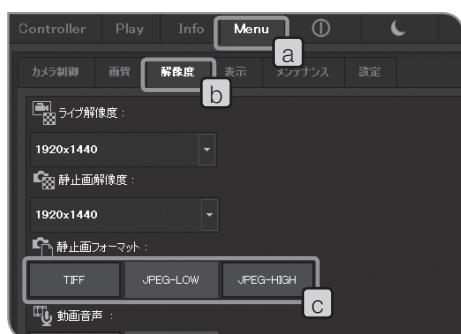 Controller Play Info Menu
a
カメラ制御 画質 解像度 表示 メンテナンス 設定
b
ライブ解像度 :
1920x1440
静止画解像度 :
1920x1440
静止画フォーマット :
TIFF JPEG-LOW JPEG-HIGH
c
動画音声 :